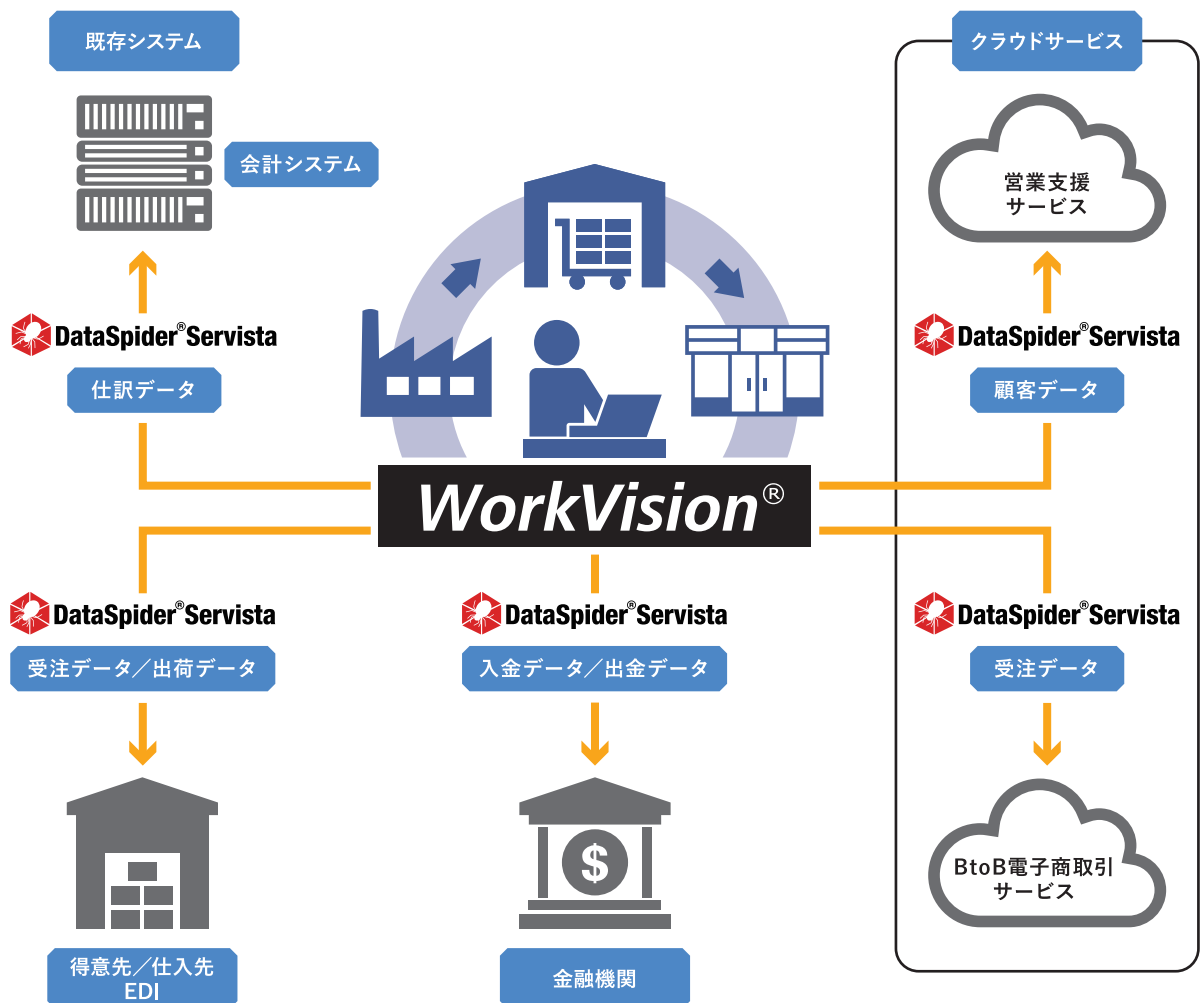 既存システム
クラウドサービス
会計システム
営業支援
サービス
DataSpider®Servista
DataSpider®Servista
仕訳データ
顧客データ
WorkVision®
DataSpider®Servista
DataSpider®Servista
DataSpider®Servista
受注データ／出荷データ
入金データ／出金データ
受注データ
$
BtoB電子商取引
サービス
得意先／仕入先
EDI
金融機関